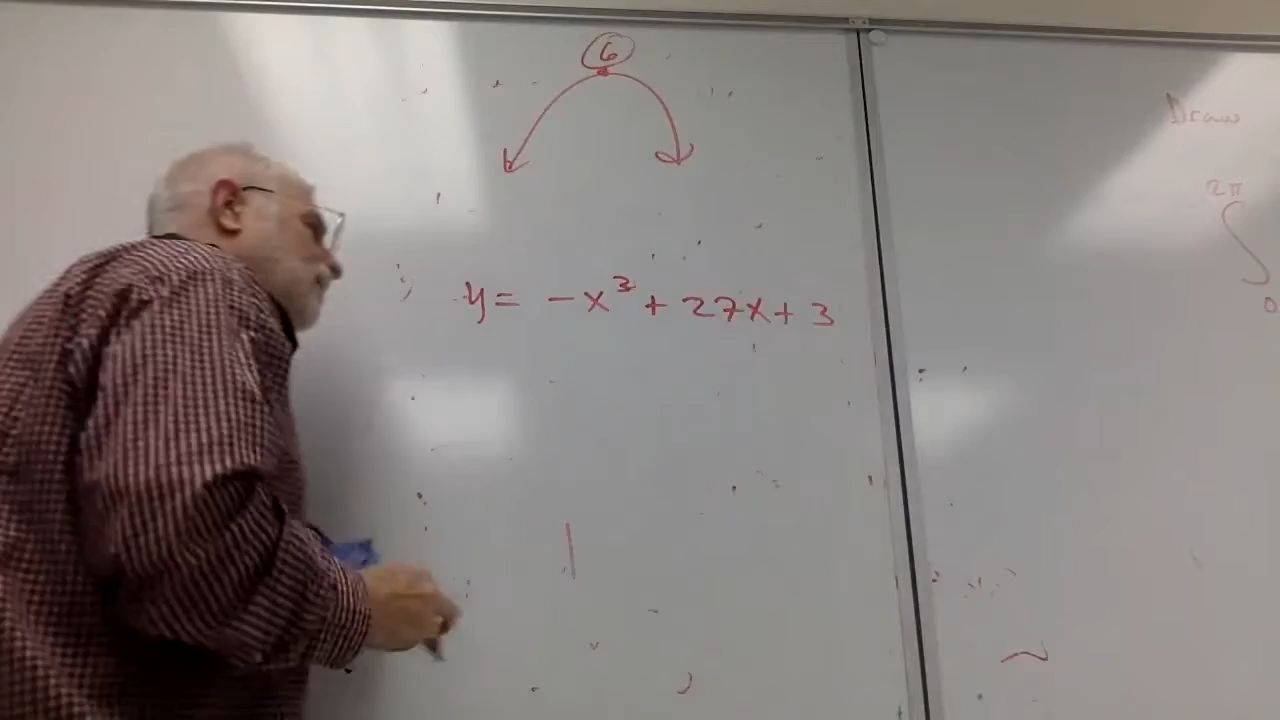 6
y = -x³ + 27x + 3
Draw
∫
2π
0